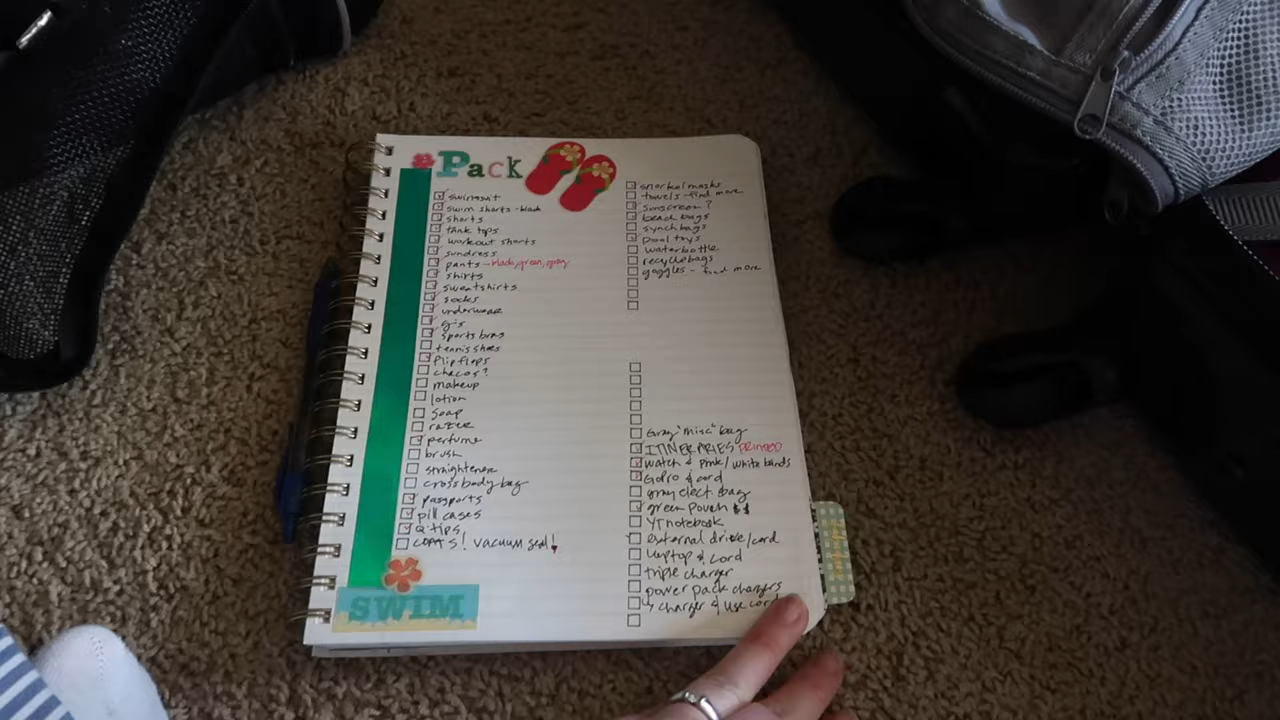 Pack
swimsuit
swim shorts - black
shorts
tank tops
workout shorts
sundress
pants - black, green,
shirts
sweatshirts
socks
underwear
sports bras
tennis shoes
flip flops
chacos?
makeup
lotion
soap
razer
perfume
brush
straightener
crossbody bag
passports
pill cases
Q-tips
COATS! vacuum seal!
SWIM
snorkel masks
towels - find more
sunscreen?
beach bags
synch bags
pool toys
waterbottle
recycle bags
goggles - find more
Gray "misc" bag
ITINERARIES PRINTED
watch & pink/white bands
GoPro & cord
gray elect. bag
green pouch $$
YT notebook
external drive/cord
laptop & cord
triple charger
power pack chargers
↳ charger & use cord